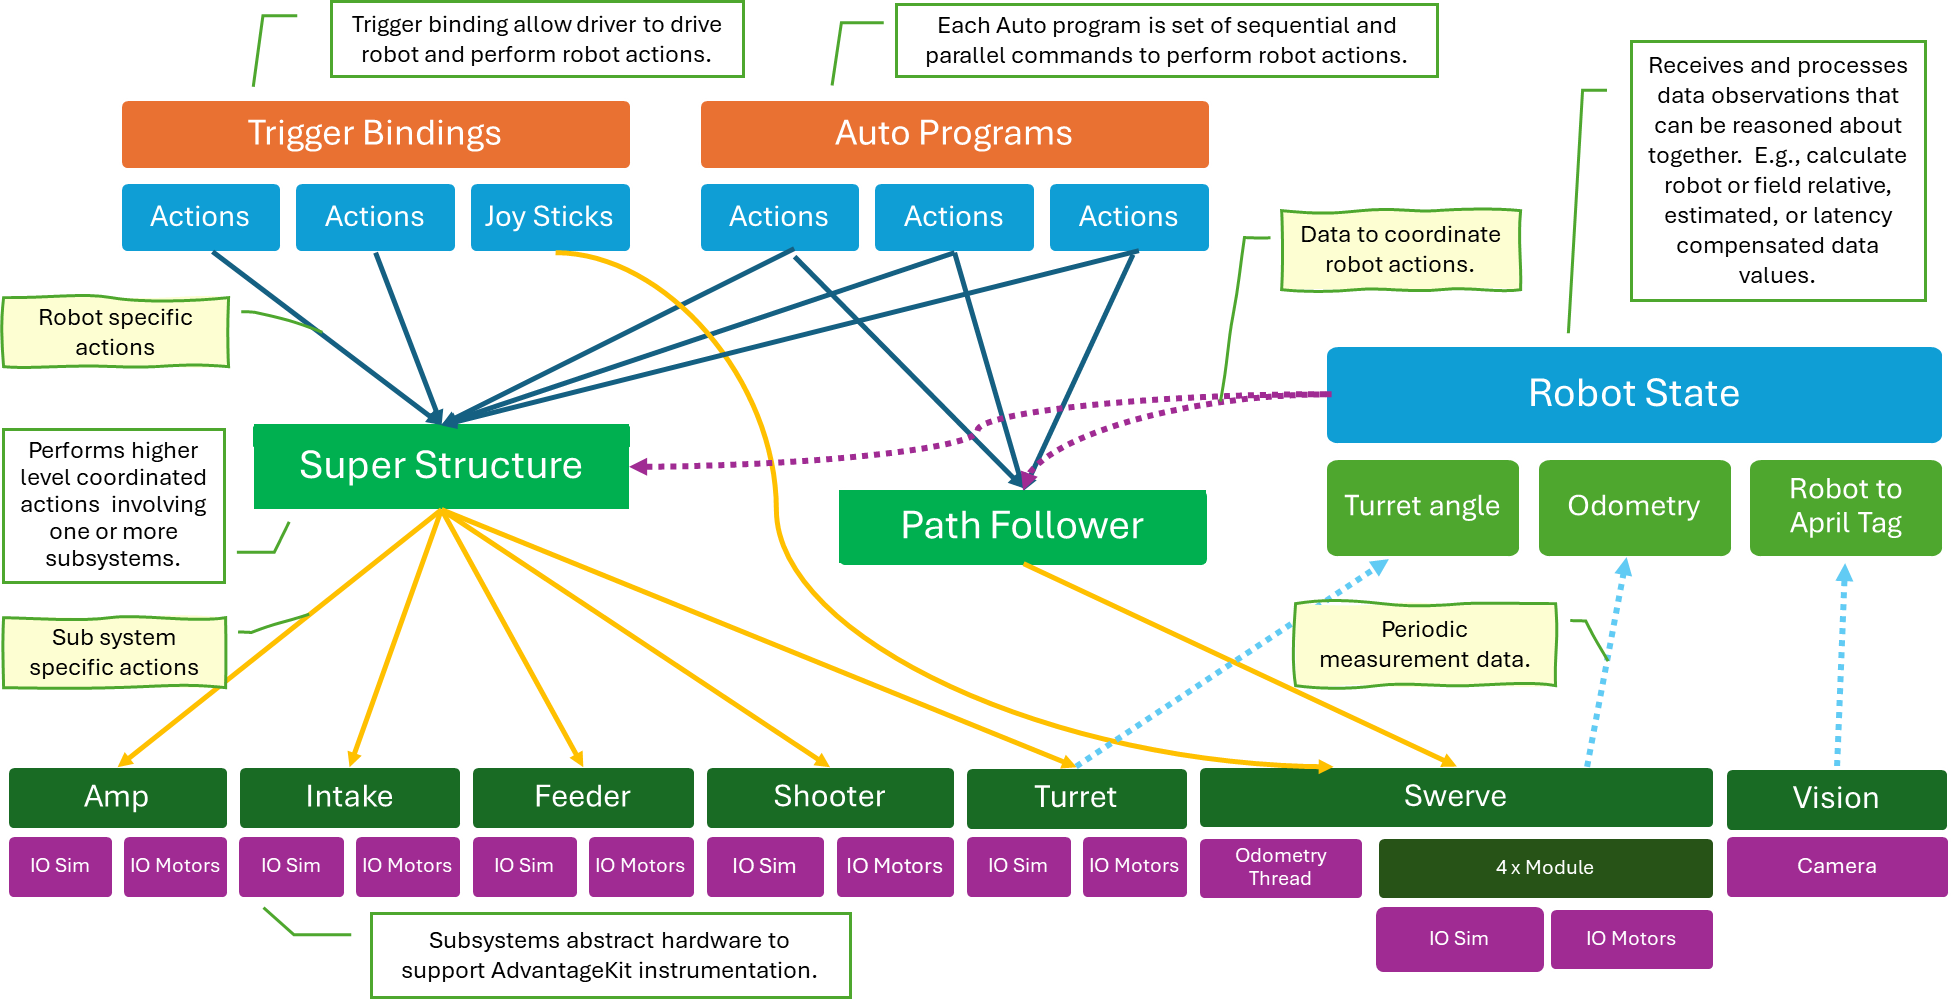 Trigger binding allow driver to drive
robot and perform robot actions.
Each Auto program is set of sequential and
parallel commands to perform robot actions.
Receives and processes
data observations that
can be reasoned about
together.  E.g., calculate
robot or field relative,
estimated, or latency
compensated data
values.
Trigger Bindings
Auto Programs
Actions
Actions
Joy Sticks
Actions
Actions
Actions
Data to coordinate
robot actions.
Robot specific
actions
Robot State
Super Structure
Performs higher
level coordinated
actions  involving
one or more
subsystems.
Path Follower
Turret angle
Odometry
Robot to
April Tag
Sub system
specific actions
Periodic
measurement data.
Amp
Intake
Feeder
Shooter
Turret
Swerve
Vision
IO Sim
IO Motors
IO Sim
IO Motors
IO Sim
IO Motors
IO Sim
IO Motors
IO Sim
IO Motors
Odometry
Thread
4 x Module
Camera
IO Sim
IO Motors
Subsystems abstract hardware to
support AdvantageKit instrumentation.